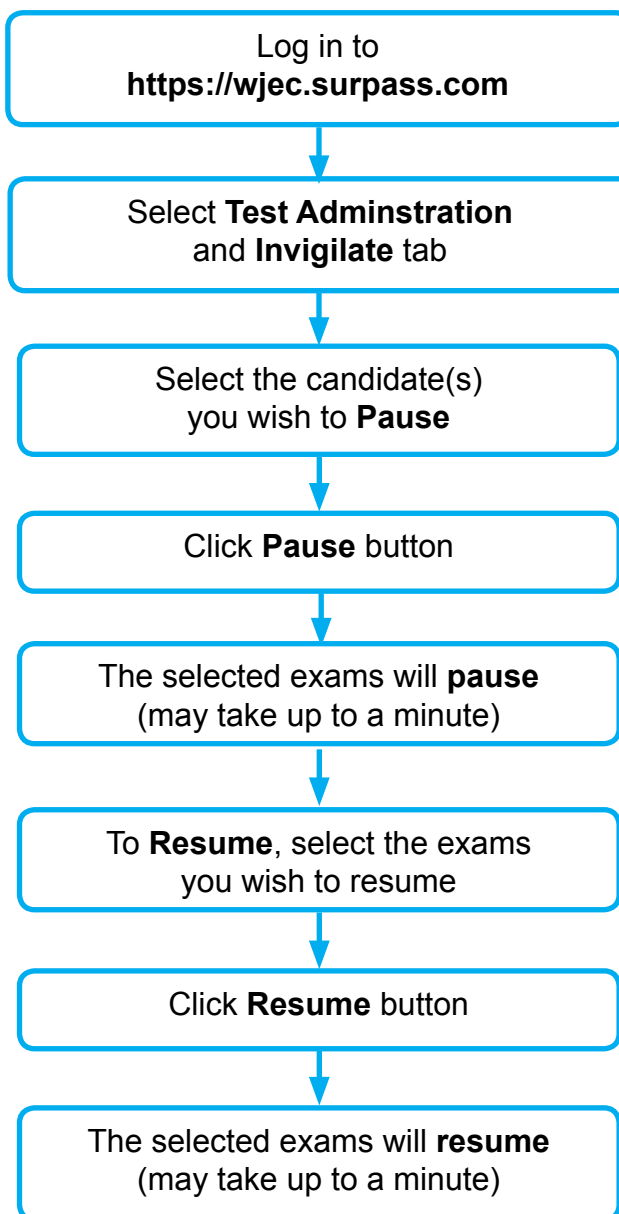 Log in to
https://wjec.surpass.com
Select Test Adminstration
and Invigilate tab
Select the candidate(s)
you wish to Pause
Click Pause button
The selected exams will pause
(may take up to a minute)
To Resume, select the exams
you wish to resume
Click Resume button
The selected exams will resume
(may take up to a minute)